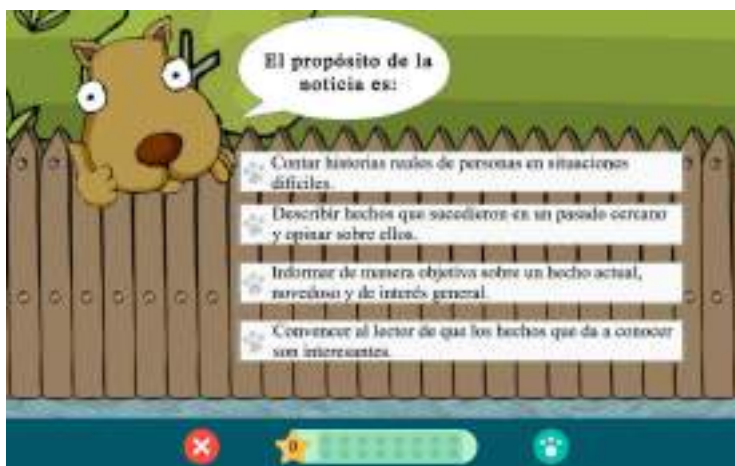 El propósito de la
noticia es:
Contar historias reales de personas en situaciones
difíciles.
Describir hechos que sucedieron en un pasado cercano
y opinar sobre ellos.
Informar de manera objetiva sobre un hecho actual,
novedoso y de interés general.
Convencer al lector de que los hechos que da a conocer
son interesantes.
0